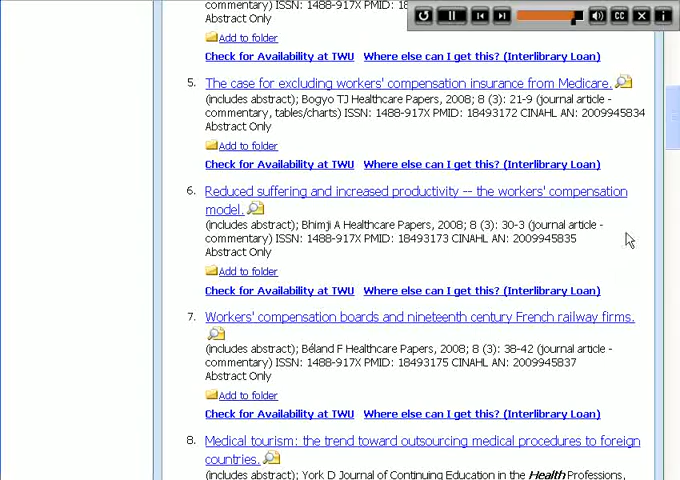 commentary) ISSN: 1488-917X PMID: 1849
Abstract Only
Add to folder
Check for Availability at TWU Where else can I get this? (Interlibrary Loan)
5. The case for excluding workers' compensation insurance from Medicare.
(includes abstract); Bogyo TJ Healthcare Papers, 2008; 8 (3): 21-9 (journal article -
commentary, tables/charts) ISSN: 1488-917X PMID: 18493172 CINAHL AN: 2009945834
Abstract Only
Add to folder
Check for Availability at TWU Where else can I get this? (Interlibrary Loan)
6. Reduced suffering and increased productivity -- the workers' compensation
model.
(includes abstract); Bhimji A Healthcare Papers, 2008; 8 (3): 30-3 (journal article -
commentary) ISSN: 1488-917X PMID: 18493173 CINAHL AN: 2009945835
Abstract Only
Add to folder
Check for Availability at TWU Where else can I get this? (Interlibrary Loan)
7. Workers' compensation boards and nineteenth century French railway firms.
(includes abstract); Béland F Healthcare Papers, 2008; 8 (3): 38-42 (journal article -
commentary) ISSN: 1488-917X PMID: 18493175 CINAHL AN: 2009945837
Abstract Only
Add to folder
Check for Availability at TWU Where else can I get this? (Interlibrary Loan)
8. Medical tourism: the trend toward outsourcing medical procedures to foreign
countries.
(includes abstract); York D Journal of Continuing Education in the Health Professions,
CC